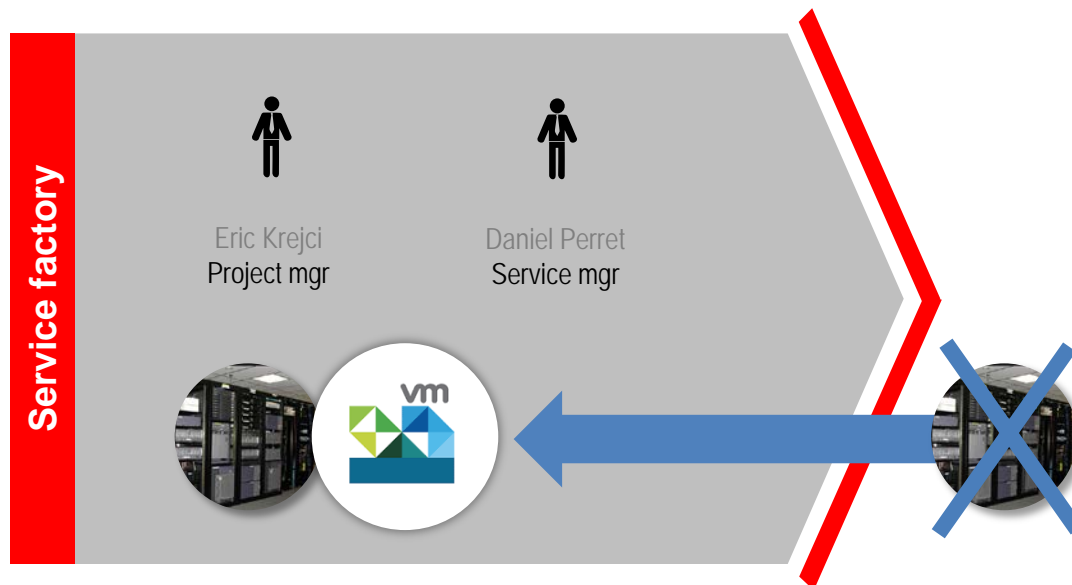 Service factory
Eric Krejci
Project mgr
Daniel Perret
Service mgr
vm